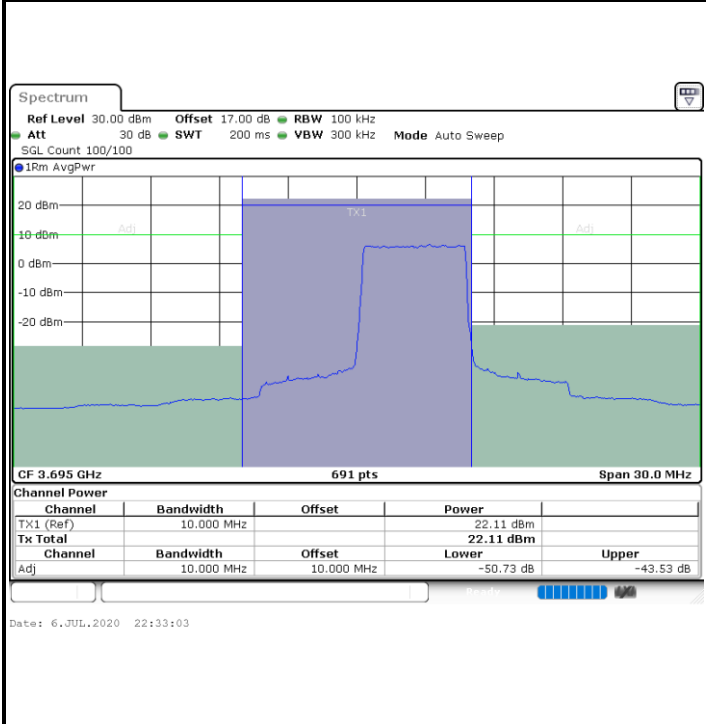 Spectrum
Ref Level 30.00 dBm Offset 17.00 dB RBW 100 kHz
Att 30 dB SWT 200 ms VBW 300 kHz Mode Auto Sweep
SGL Count 100/100
1Rm AvgPwr
20 dBm
TX1
Adj Adj
10 dBm
0 dBm
-10 dBm
-20 dBm
CF 3.695 GHz 691 pts Span 30.0 MHz
Channel Power
Channel Bandwidth Offset Power
TX1 (Ref) 10.000 MHz 22.11 dBm
Tx Total 22.11 dBm
Channel Bandwidth Offset Lower Upper
Adj 10.000 MHz 10.000 MHz -50.73 dB -43.53 dB
Ready
Date: 6.JUL.2020 22:33:03